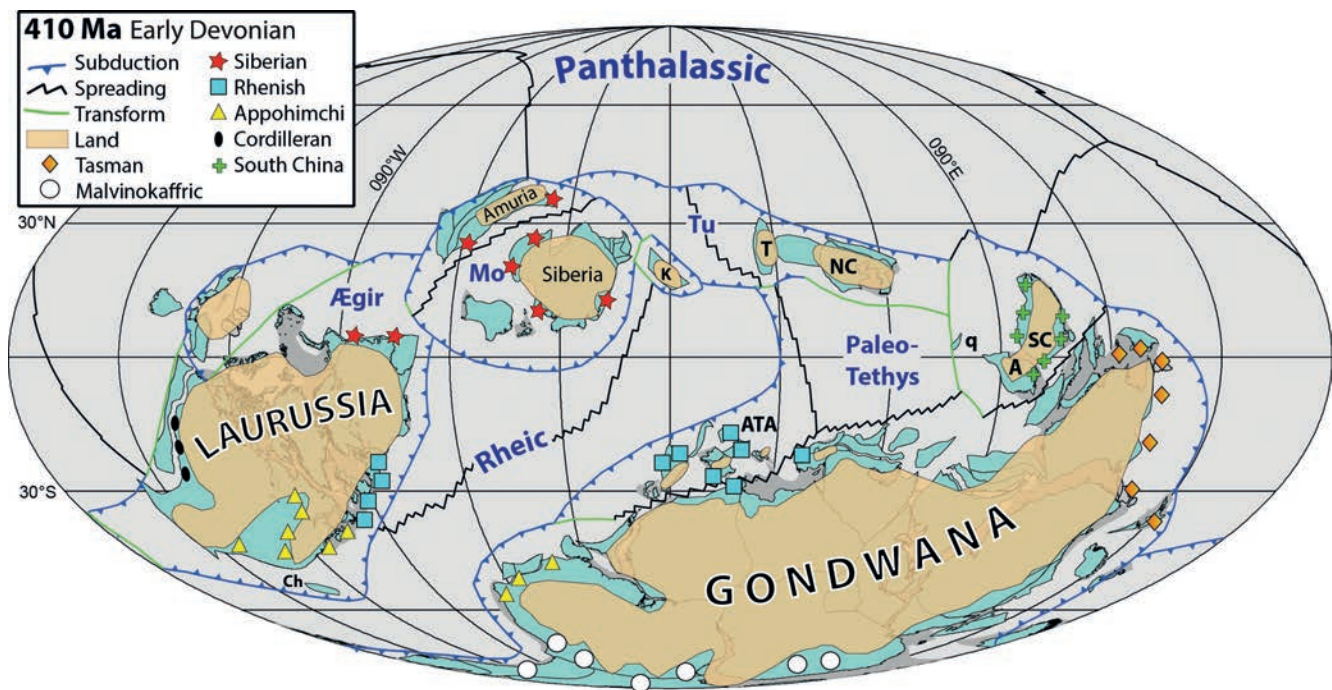 410 Ma Early Devonian
Subduction
Spreading
Transform
Land
Tasman
Malvinokaffric
Siberian
Rhenish
Appohimchi
Cordilleran
South China
Panthalassic
090°W
090°E
30°N
Amuria
Tu
T
NC
Mo
Siberia
K
Ægir
q
SC
A
Paleo-
Tethys
LAURUSSIA
Rheic
ATA
30°S
GONDWANA
Ch